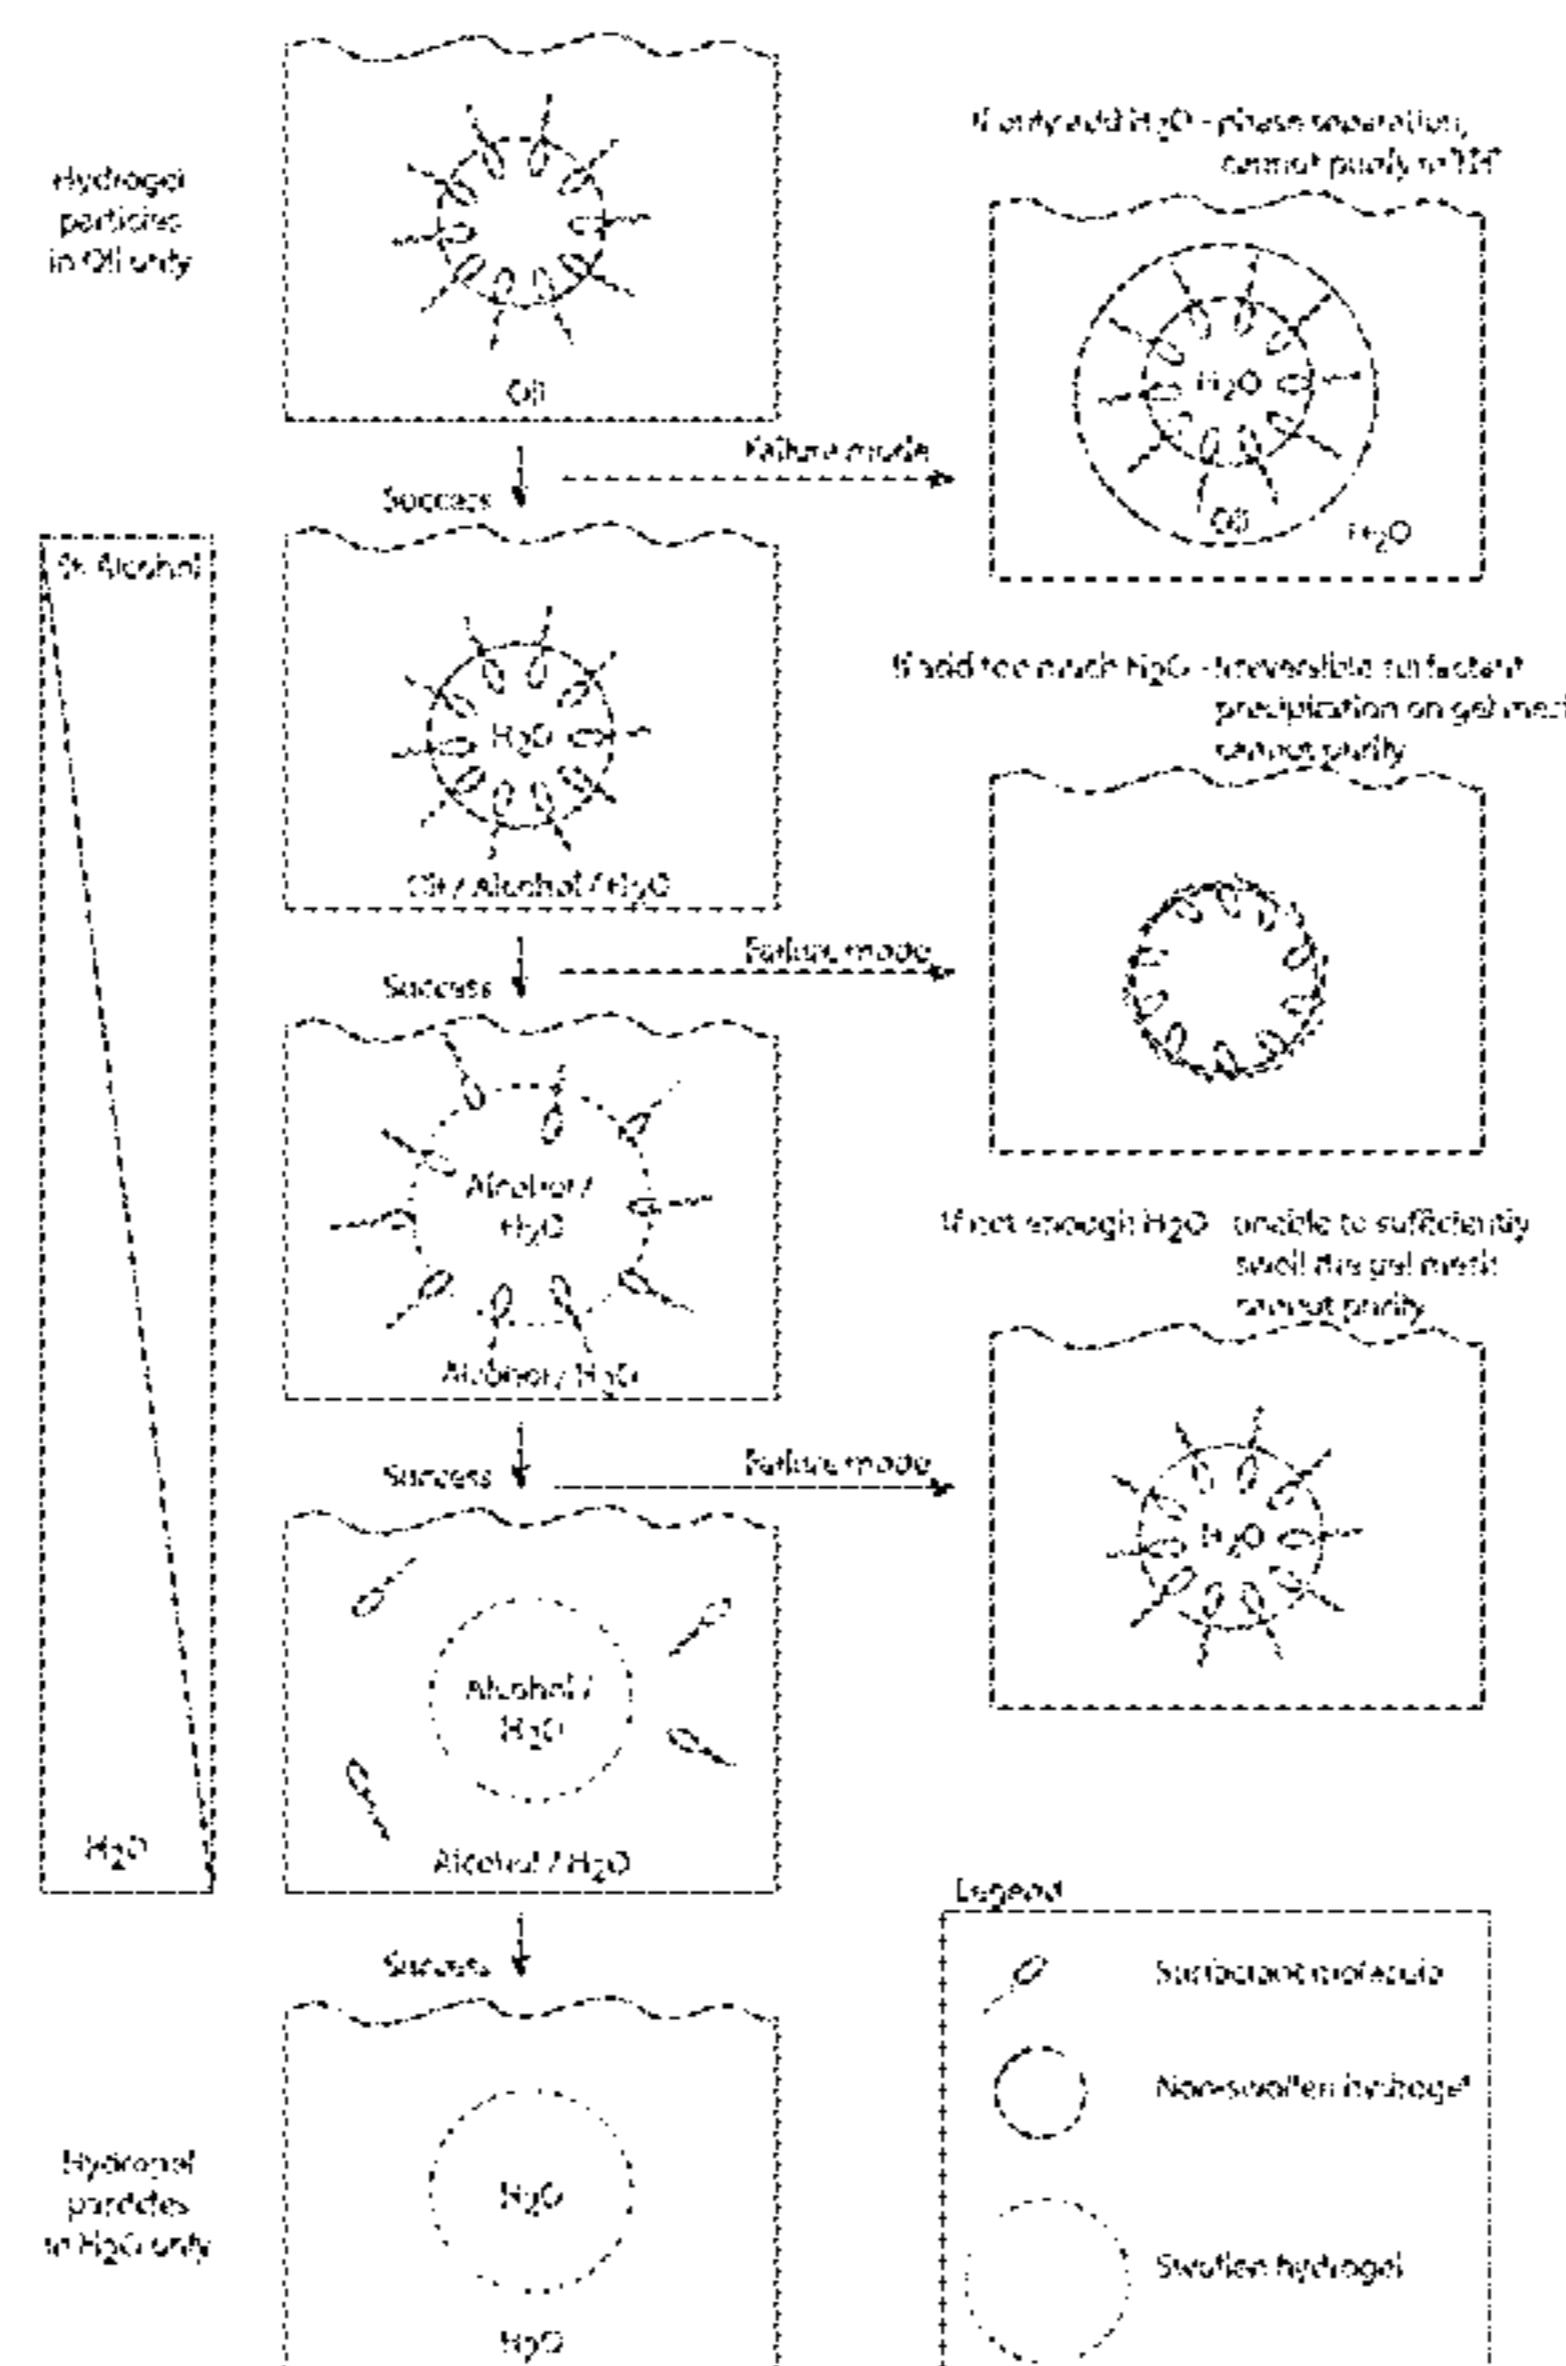 Hydrogel
particles
in Oil only
Oil
If only add H2O - phase separation,
cannot purify
H2O
Oil
H2O
Failure mode
Success
% Alcohol
H2O
Oil / Alcohol / H2O
If add too much H2O - Irreversible surfactant
precipitation on gel
cannot purify
Failure mode
Success
Alcohol /
H2O
Alcohol / H2O
If not enough H2O unable to sufficiently
swell the gel mesh
cannot purify
H2O
Failure mode
Success
Alcohol /
H2O
Alcohol / H2O
H2O
Success
Legend
Surfactant molecule
Non-swollen hydrogel
Swollen hydrogel
Hydrogel
particles
in H2O only
H2O
H2O